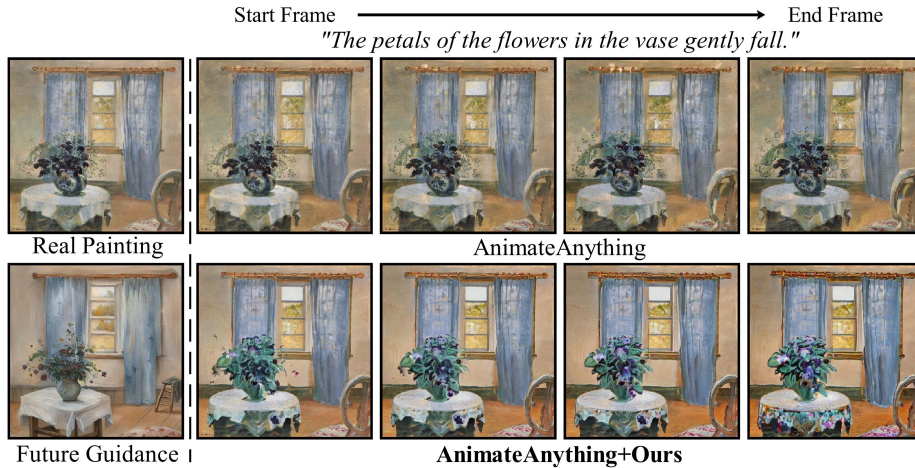 Start Frame
End Frame
"The petals of the flowers in the vase gently fall."
Real Painting
AnimateAnything
Future Guidance
AnimateAnything+Ours